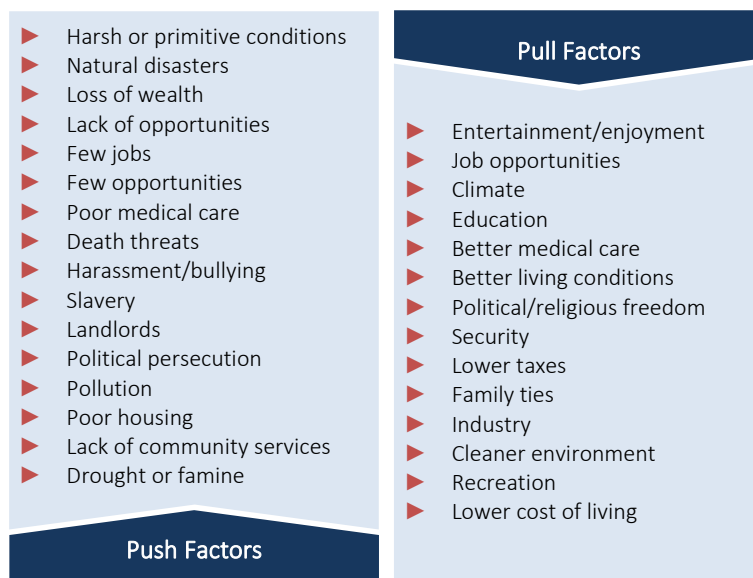 Harsh or primitive conditions
Natural disasters
Loss of wealth
Lack of opportunities
Few jobs
Few opportunities
Poor medical care
Death threats
Harassment/bullying
Slavery
Landlords
Political persecution
Pollution
Poor housing
Lack of community services
Drought or famine
Push Factors
Pull Factors
Entertainment/enjoyment
Job opportunities
Climate
Education
Better medical care
Better living conditions
Political/religious freedom
Security
Lower taxes
Family ties
Industry
Cleaner environment
Recreation
Lower cost of living